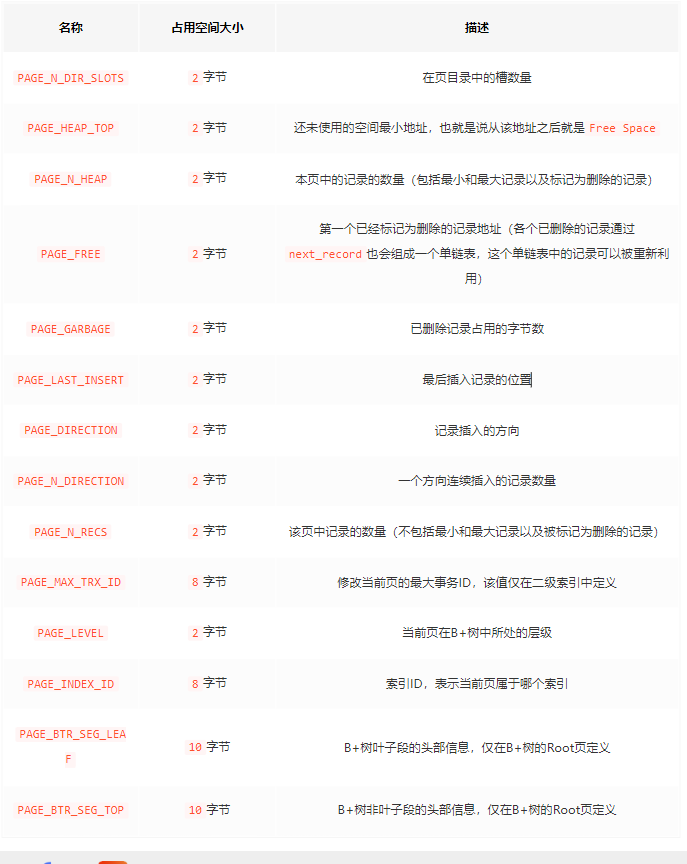 名称 占用空间大小 描述
PAGE_N_DIR_SLOTS 2 字节 在页目录中的槽数量
PAGE_HEAP_TOP 2 字节 还未使用的空间最小地址，也就是说从该地址之后就是 Free Space
PAGE_N_HEAP 2 字节 本页中的记录的数量（包括最小和最大记录以及标记为删除的记录）
第一个已经标记为删除的记录地址（各个已删除的记录通过
PAGE_FREE 2 字节 next_record 也会组成一个单链表，这个单链表中的记录可以被重新利
用）
PAGE_GARBAGE 2 字节 已删除记录占用的字节数
PAGE_LAST_INSERT 2 字节 最后插入记录的位置
PAGE_DIRECTION 2 字节 记录插入的方向
PAGE_N_DIRECTION 2 字节 一个方向连续插入的记录数量
PAGE_N_RECS 2 字节 该页中记录的数量（不包括最小和最大记录以及被标记为删除的记录）
PAGE_MAX_TRX_ID 8 字节 修改当前页的最大事务ID，该值仅在二级索引中定义
PAGE_LEVEL 2 字节 当前页在B+树中所处的层级
PAGE_INDEX_ID 8 字节 索引ID，表示当前页属于哪个索引
PAGE_BTR_SEG_LEA
F 10 字节 B+树叶子段的头部信息，仅在B+树的Root页定义
PAGE_BTR_SEG_TOP 10 字节 B+树非叶子段的头部信息，仅在B+树的Root页定义